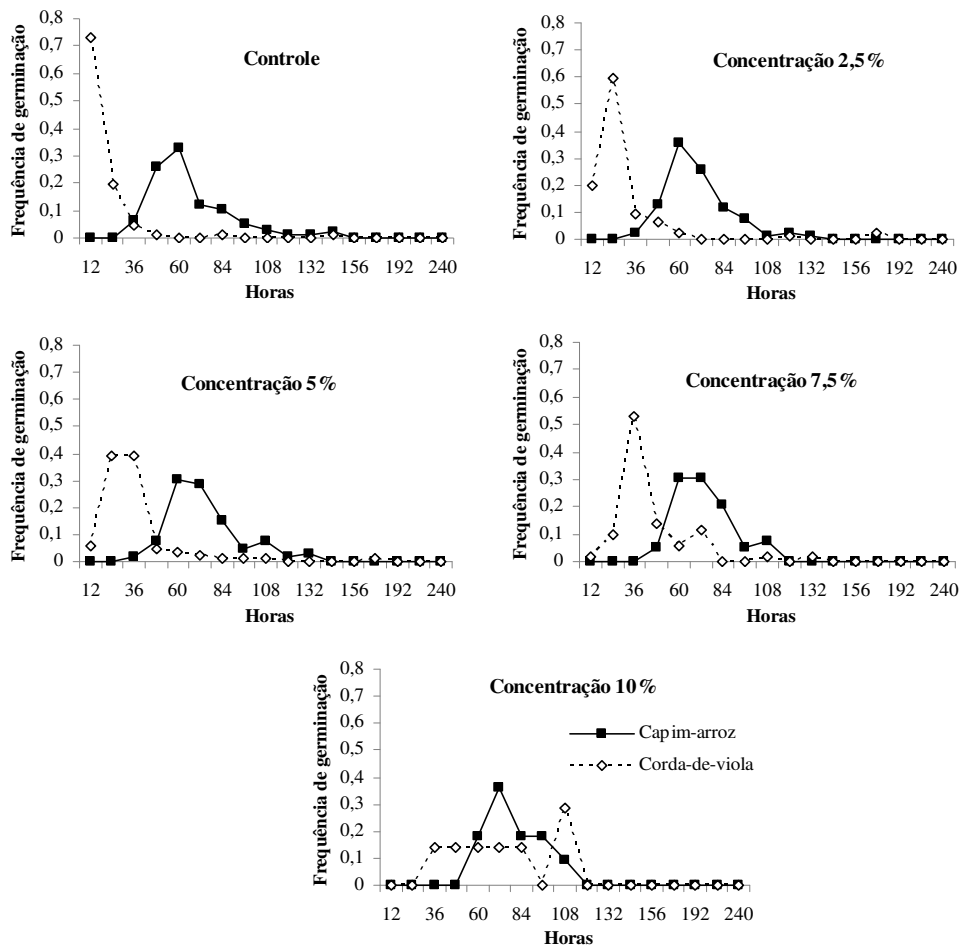 Controle
Frequência de germinação
0,8
0,7
0,6
0,5
0,4
0,3
0,2
0,1
0
12 36 60 84 108 132 156 192 240
Horas
Concentração 2,5%
Frequência de germinação
0,8
0,7
0,6
0,5
0,4
0,3
0,2
0,1
0
12 36 60 84 108 132 156 192 240
Horas
Concentração 5%
Frequência de germinação
0,8
0,7
0,6
0,5
0,4
0,3
0,2
0,1
0
12 36 60 84 108 132 156 192 240
Horas
Concentração 7,5%
Frequência de germinação
0,8
0,7
0,6
0,5
0,4
0,3
0,2
0,1
0
12 36 60 84 108 132 156 192 240
Horas
Concentração 10%
Frequência de germinação
0,8
0,7
0,6
0,5
0,4
0,3
0,2
0,1
0
Capim-arroz
Corda-de-viola
12 36 60 84 108 132 156 192 240
Horas